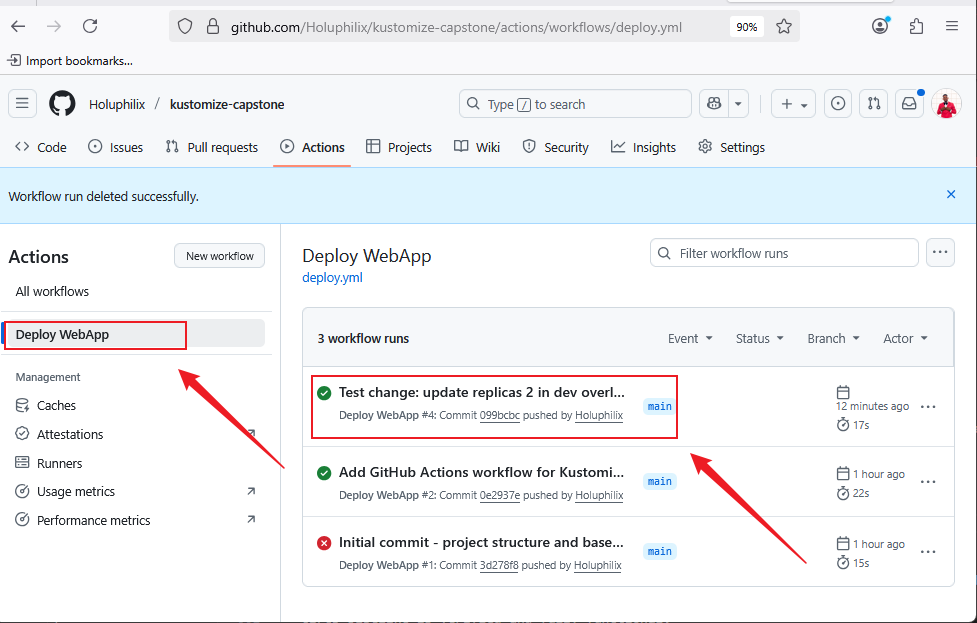 github.com/Holuphilix/kustomize-capstone/actions/workflows/deploy.yml 90%
Import bookmarks...
Holuphilix / kustomize-capstone Type / to search
Code Issues Pull requests Actions Projects Wiki Security Insights Settings
Workflow run deleted successfully.
Actions
New workflow
All workflows
Deploy WebApp
Management
Caches
Attestations
Runners
Usage metrics
Performance metrics
Deploy WebApp
deploy.yml
Filter workflow runs
3 workflow runs Event Status Branch Actor
Test change: update replicas 2 in dev overl...
Deploy WebApp #4: Commit 099bcbc pushed by Holuphilix
main
12 minutes ago
17s
Add GitHub Actions workflow for Kustomi...
Deploy WebApp #2: Commit 0e2937e pushed by Holuphilix
main
1 hour ago
22s
Initial commit - project structure and base...
Deploy WebApp #1: Commit 3d278f8 pushed by Holuphilix
main
1 hour ago
15s